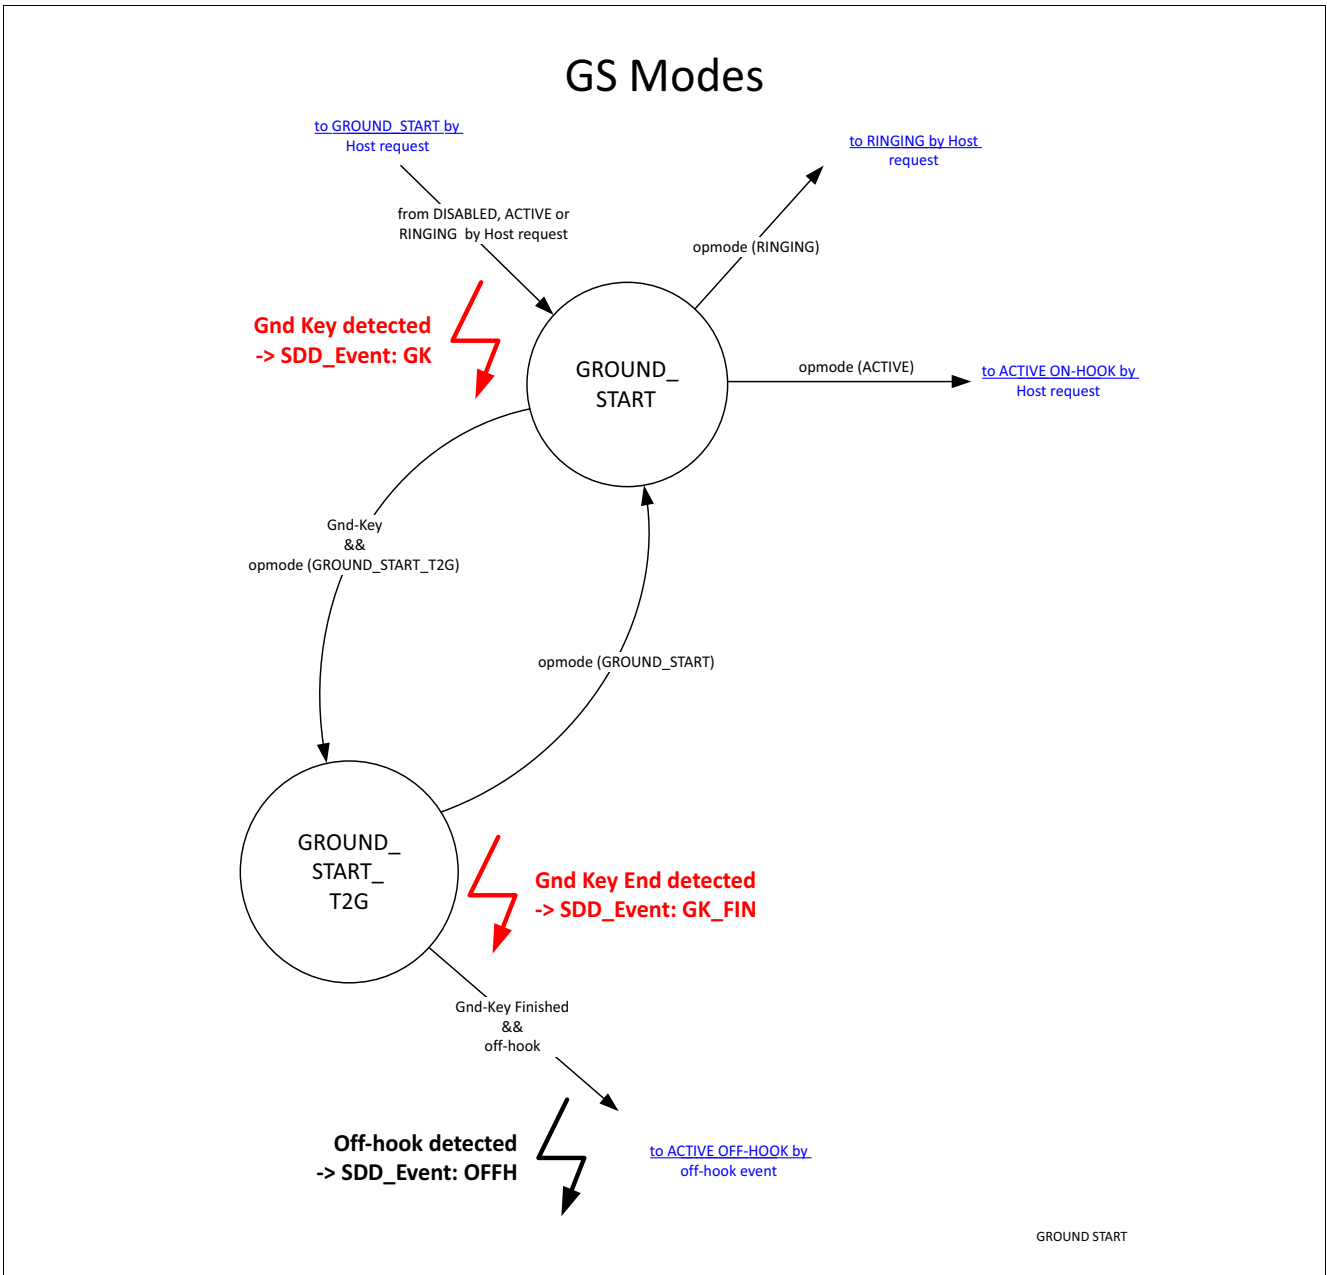 GS Modes
to GROUND_START by
Host request
to RINGING by Host
request
from DISABLED, ACTIVE or
RINGING by Host request
opmode (RINGING)
Gnd Key detected
-> SDD_Event: GK
GROUND_
START
opmode (ACTIVE)
to ACTIVE ON-HOOK by
Host request
Gnd-Key
&&
opmode (GROUND_START_T2G)
opmode (GROUND_START)
GROUND_
START_
T2G
Gnd Key End detected
-> SDD_Event: GK_FIN
Gnd-Key Finished
&&
off-hook
Off-hook detected
-> SDD_Event: OFFH
to ACTIVE OFF-HOOK by
off-hook event
GROUND START